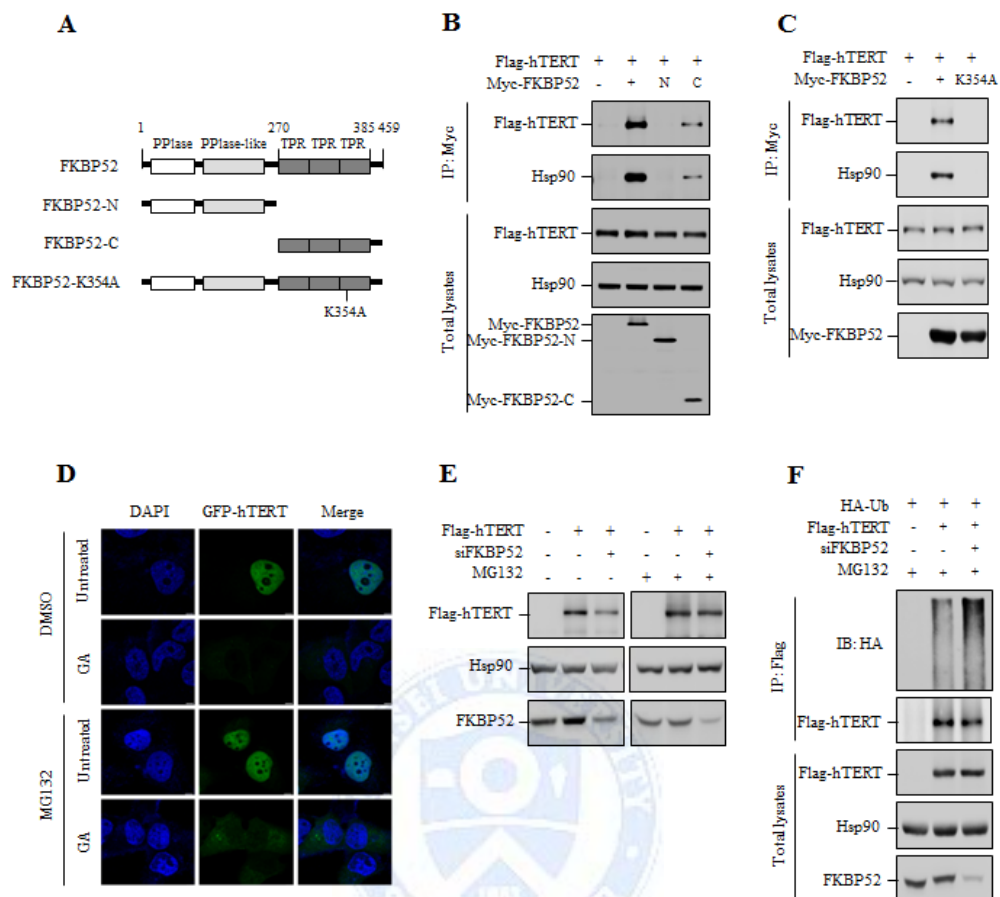 A
1 270 385 459
PPIase PPIase-like TPR TPR TPR
FKBP52
FKBP52-N
FKBP52-C
FKBP52-K354A
K354A
B
Flag-hTERT + + + +
Myc-FKBP52 - + N C
IP: Myc
Flag-hTERT
Hsp90
Total lysates
Flag-hTERT
Hsp90
Myc-FKBP52
Myc-FKBP52-N
Myc-FKBP52-C
C
Flag-hTERT + + +
Myc-FKBP52 - + K354A
IP: Myc
Flag-hTERT
Hsp90
Total lysates
Flag-hTERT
Hsp90
Myc-FKBP52
D
DAPI GFP-hTERT Merge
DMSO
Untreated
GA
MG132
Untreated
GA
E
Flag-hTERT - + + - + +
siFKBP52 - - + - - +
MG132 - - - + + +
Flag-hTERT
Hsp90
FKBP52
F
HA-Ub + + +
Flag-hTERT - + +
siFKBP52 - - +
MG132 + + +
IP: Flag
IB: HA
Flag-hTERT
Total lysates
Flag-hTERT
Hsp90
FKBP52